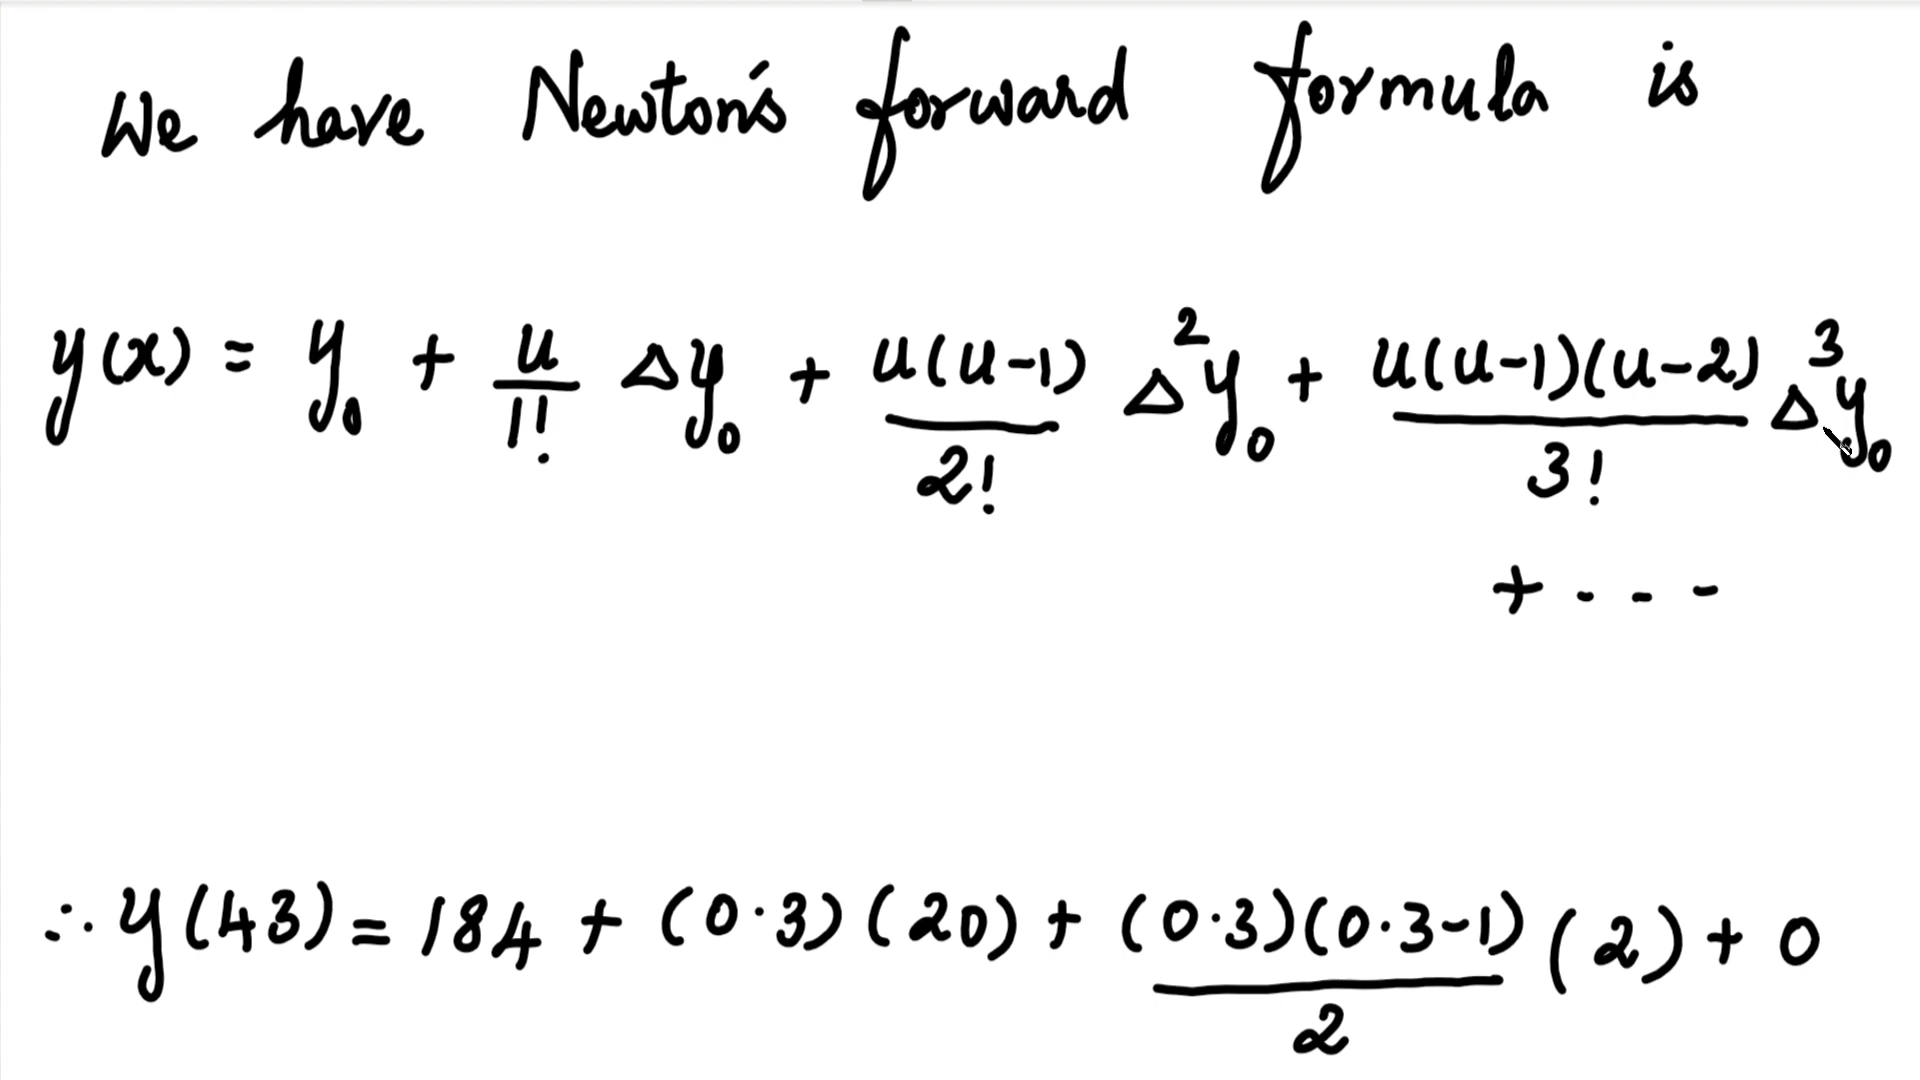 We have Newton's forward formula is
y(x) = y₀ + u/1! Δy₀ + u(u-1)/2! Δ²y₀ + u(u-1)(u-2)/3! Δ³y₀
+ - - -
∴ y(43) = 184 + (0.3)(20) + (0.3)(0.3-1)/2 (2) + 0